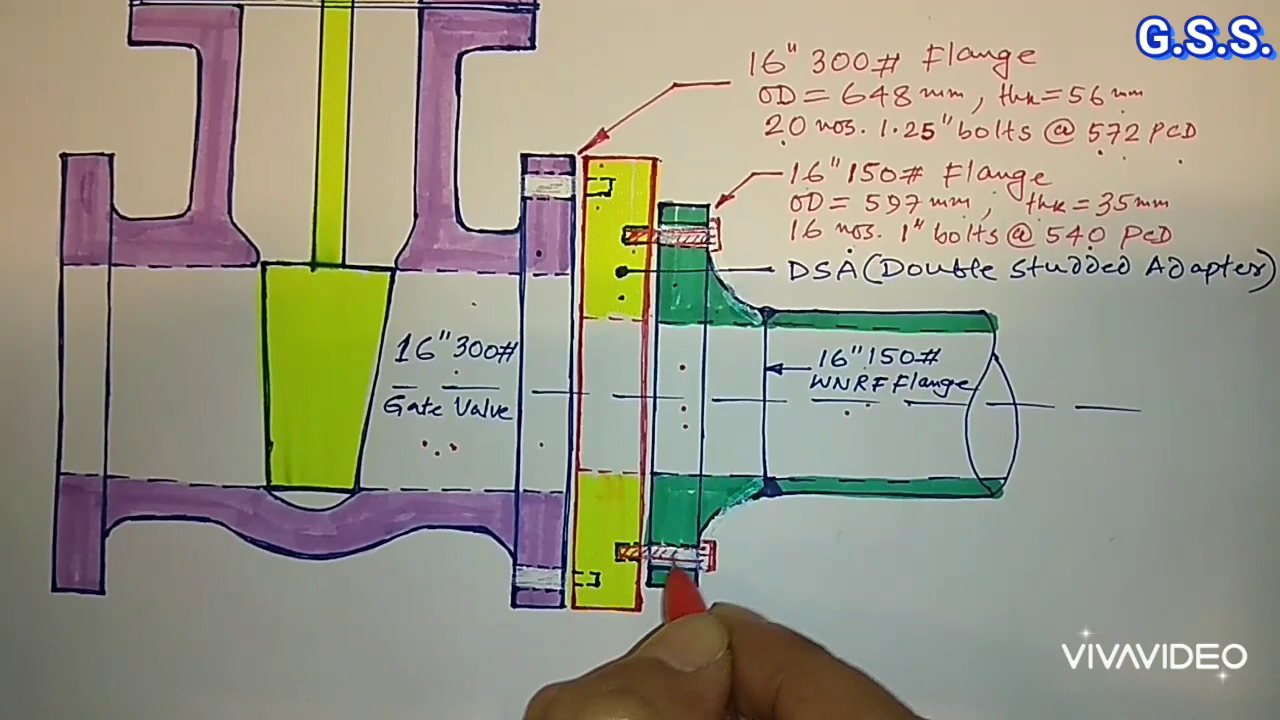 G.S.S.
16" 300# Flange
OD = 648 mm, thk = 56 mm
20 nos. 1.25" bolts @ 572 PCD
16" 150# Flange
OD = 597 mm, thk = 35 mm
16 nos. 1" bolts @ 540 PCD
DSA (Double Studded Adapter)
16" 300#
Gate Valve
16" 150#
WNRF Flange
VIVAVIDEO